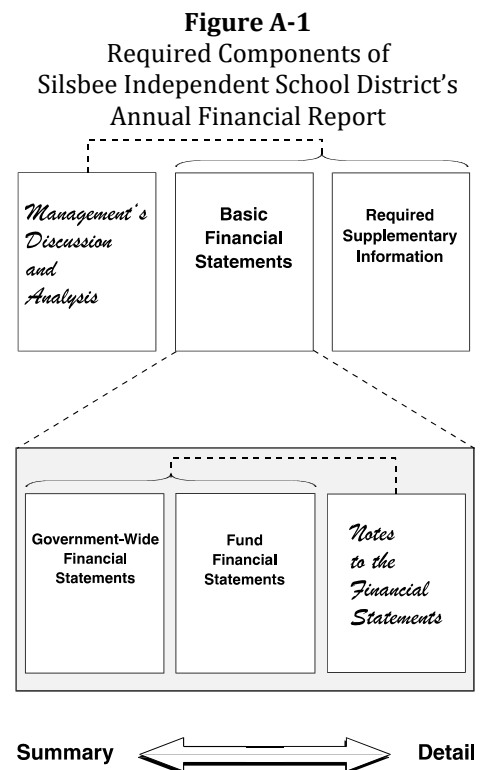 Figure A-1
Required Components of
Silsbee Independent School District's
Annual Financial Report
Management's
Discussion
and
Analysis
Basic
Financial
Statements
Required
Supplementary
Information
Government-Wide
Financial
Statements
Fund
Financial
Statements
Notes
to the
Financial
Statements
Summary
Detail